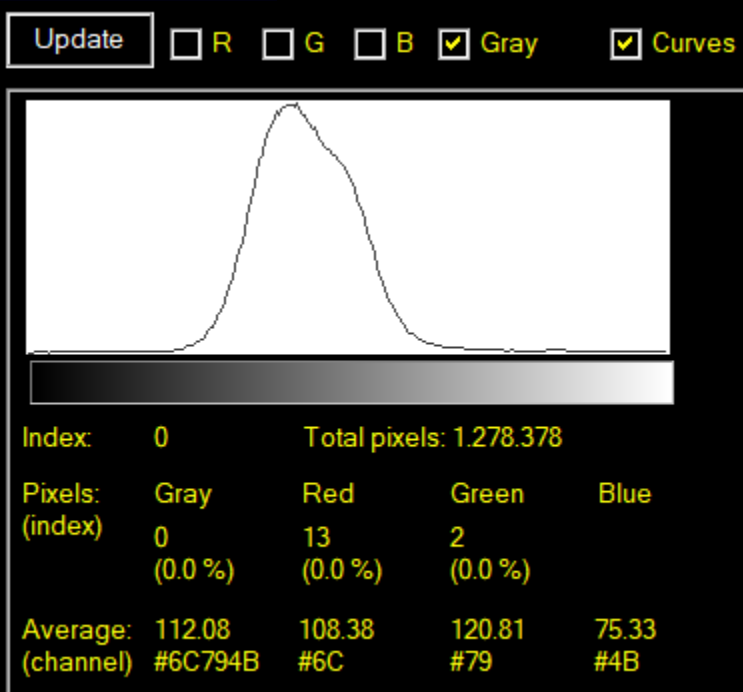 Update R G B Gray Curves
Index: 0 Total pixels: 1.278.378
Pixels: Gray Red Green Blue
(index)
0 13 2
(0.0 %) (0.0 %) (0.0 %)
Average: 112.08 108.38 120.81 75.33
(channel) #6C794B #6C #79 #4B